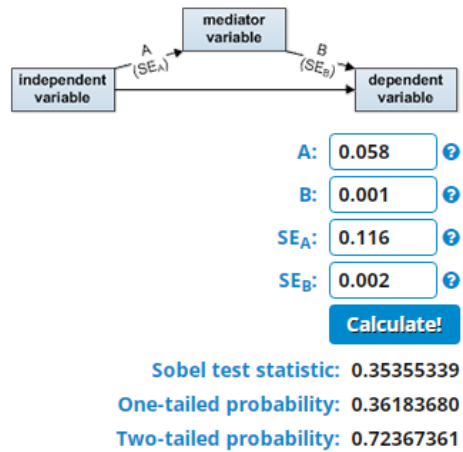 mediator
variable
A
(SEA)
B
(SEB)
independent
variable
dependent
variable
A: 0.058 ?
B: 0.001 ?
SEA: 0.116 ?
SEB: 0.002 ?
Calculate!
Sobel test statistic: 0.35355339
One-tailed probability: 0.36183680
Two-tailed probability: 0.72367361